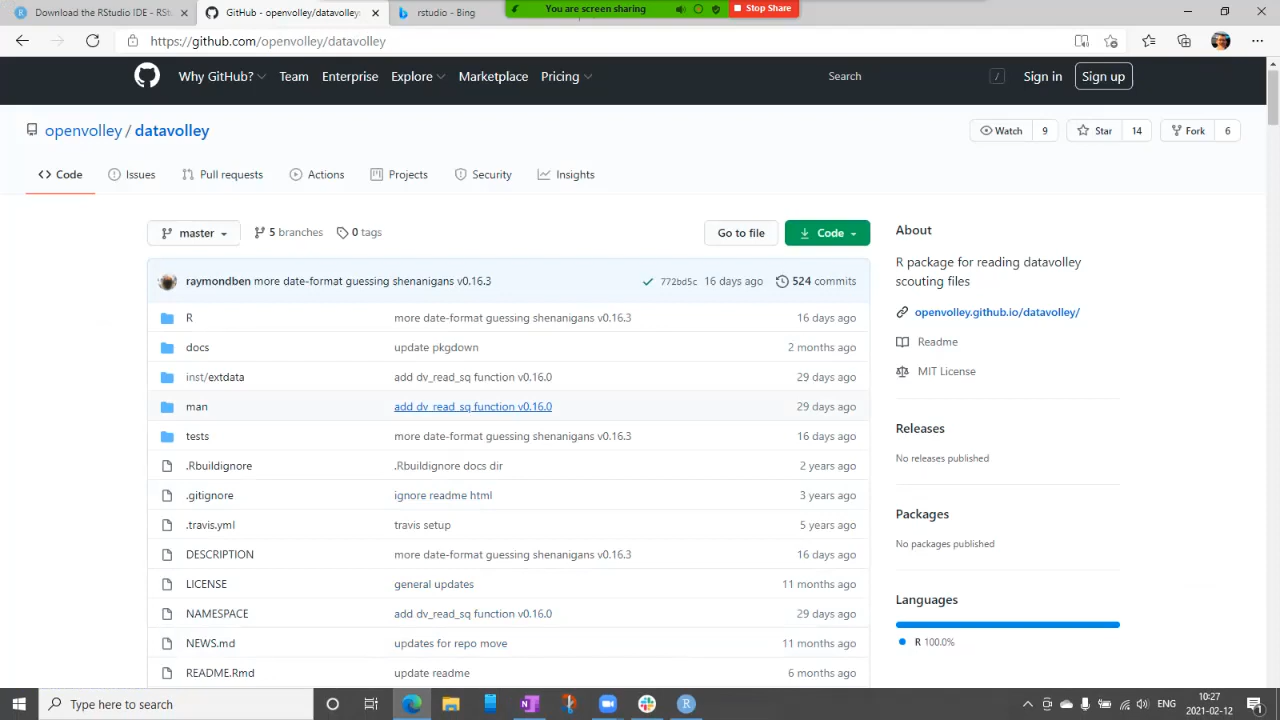 Download the RStudio IDE - RSt
GitHub - openvolley/datavolley:
rstudio - Bing
You are screen sharing
Stop Share
https://github.com/openvolley/datavolley
Why GitHub?
Team
Enterprise
Explore
Marketplace
Pricing
Search
/
Sign in
Sign up
openvolley / datavolley
Watch 9
Star 14
Fork 6
Code
Issues
Pull requests
Actions
Projects
Security
Insights
master
5 branches
0 tags
Go to file
Code
raymondben more date-format guessing shenanigans v0.16.3
772bd5c 16 days ago
524 commits
R more date-format guessing shenanigans v0.16.3 16 days ago
docs update pkgdown 2 months ago
inst/extdata add dv_read_sq function v0.16.0 29 days ago
man add dv_read_sq function v0.16.0 29 days ago
tests more date-format guessing shenanigans v0.16.3 16 days ago
.Rbuildignore .Rbuildignore docs dir 2 years ago
.gitignore ignore readme html 3 years ago
.travis.yml travis setup 5 years ago
DESCRIPTION more date-format guessing shenanigans v0.16.3 16 days ago
LICENSE general updates 11 months ago
NAMESPACE add dv_read_sq function v0.16.0 29 days ago
NEWS.md updates for repo move 11 months ago
README.Rmd update readme 6 months ago
About
R package for reading datavolley
scouting files
openvolley.github.io/datavolley/
Readme
MIT License
Releases
No releases published
Packages
No packages published
Languages
R 100.0%
Type here to search
ENG
10:27
2021-02-12
1